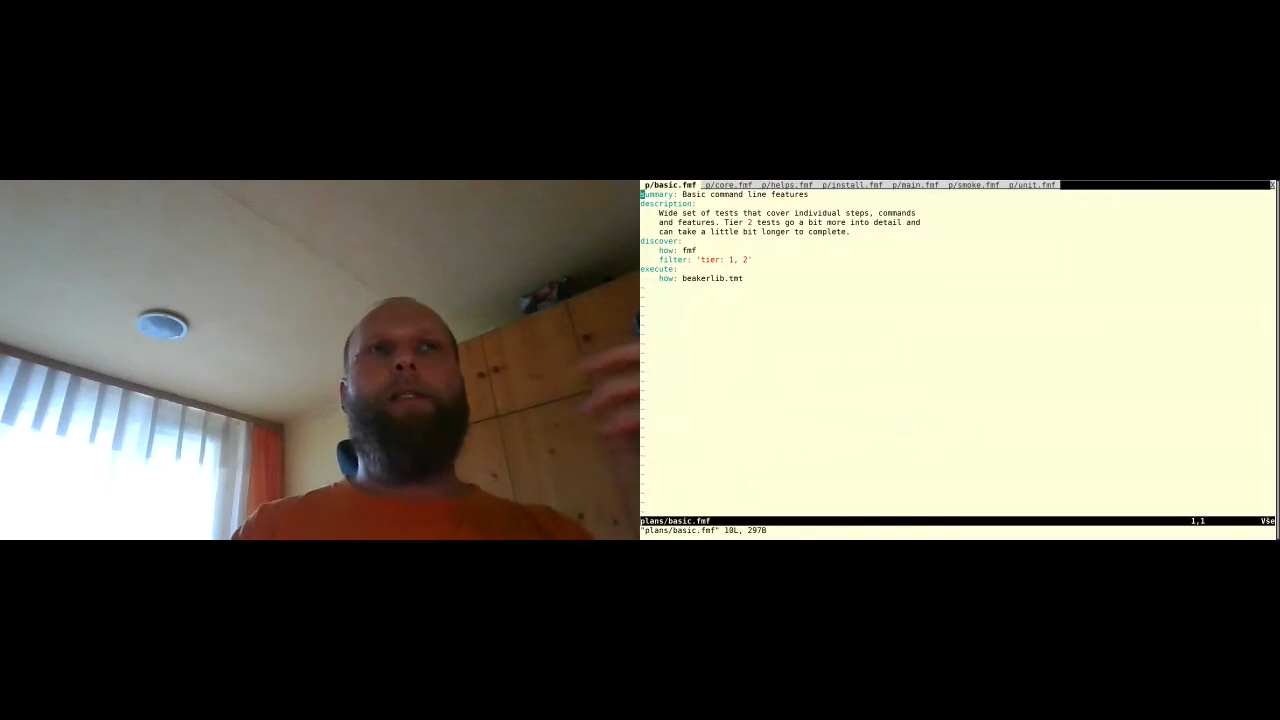 p/basic.fmf p/core.fmf p/helps.fmf p/install.fmf p/main.fmf p/smoke.fmf p/unit.fmf X
summary: Basic command line features
description:
    Wide set of tests that cover individual steps, commands
    and features. Tier 2 tests go a bit more into detail and
    can take a little bit longer to complete.
discover:
    how: fmf
    filter: 'tier: 1, 2'
execute:
    how: beakerlib.tmt
plans/basic.fmf 1,1 Vše
"plans/basic.fmf" 10L, 297B